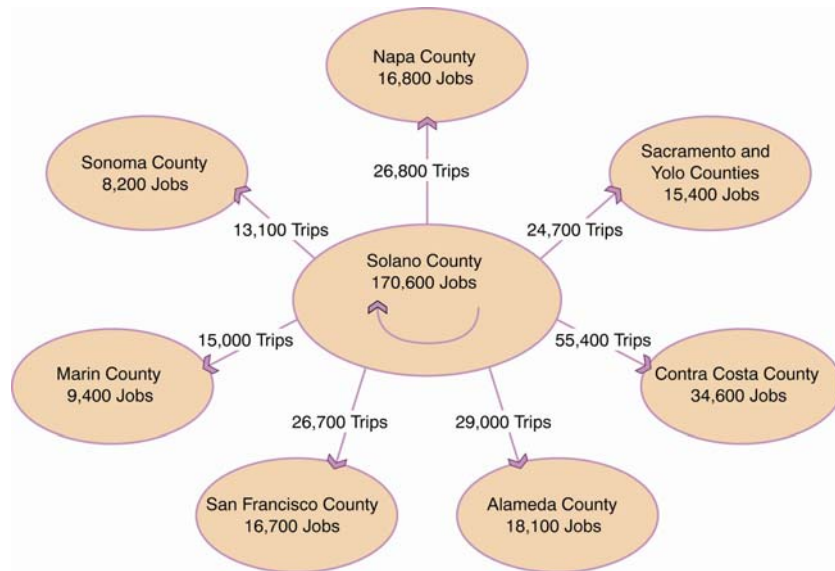 Napa County
16,800 Jobs
Sonoma County
8,200 Jobs
26,800 Trips
Sacramento and
Yolo Counties
15,400 Jobs
13,100 Trips
24,700 Trips
Solano County
170,600 Jobs
15,000 Trips
55,400 Trips
Marin County
9,400 Jobs
Contra Costa County
34,600 Jobs
26,700 Trips
29,000 Trips
San Francisco County
16,700 Jobs
Alameda County
18,100 Jobs